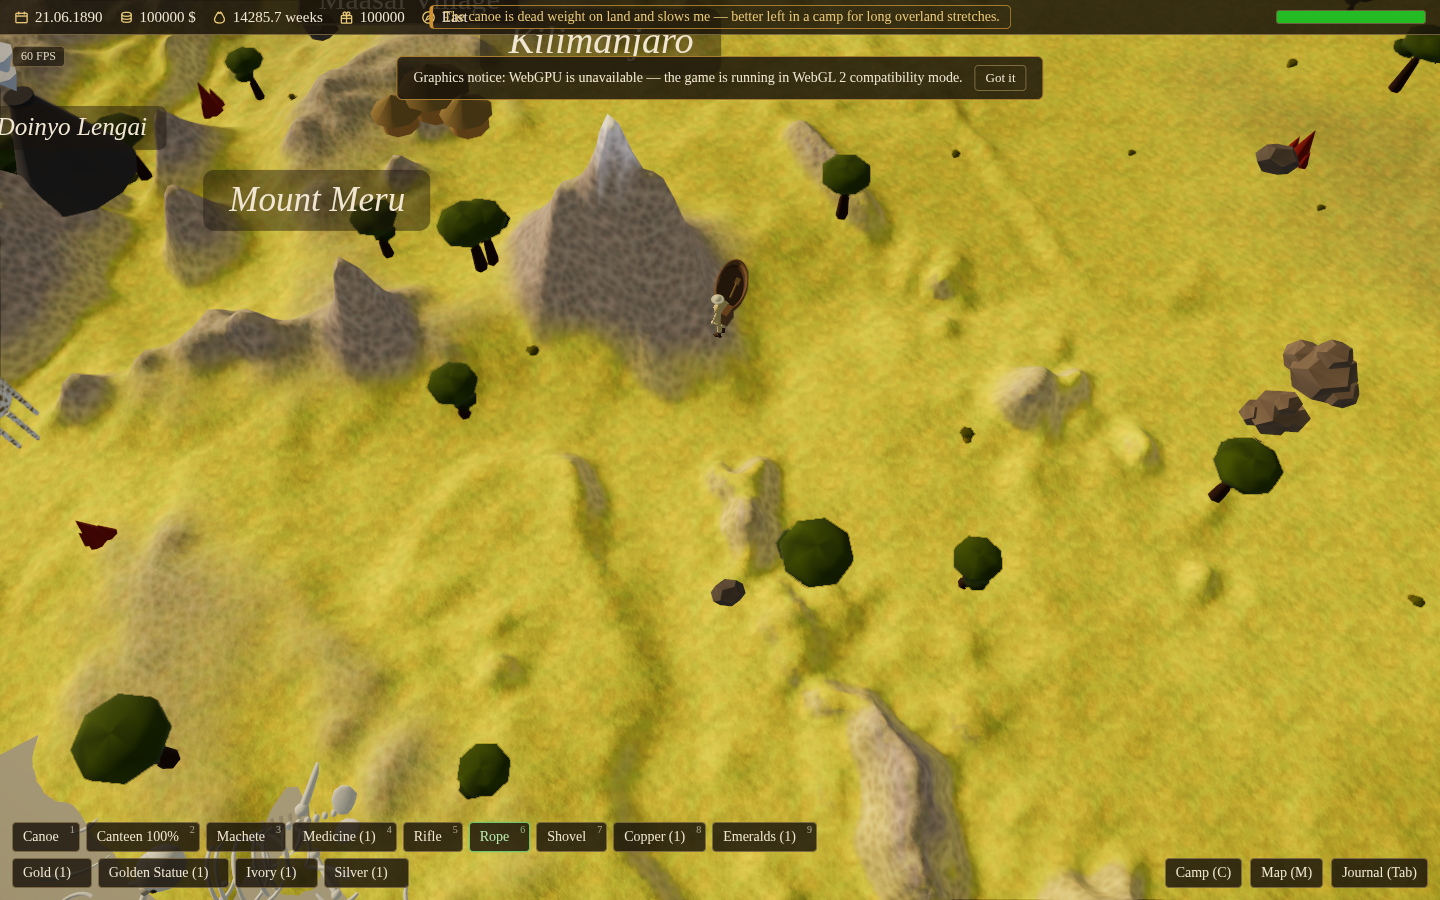 Maasai Village
21.06.1890 100000 $ 14285.7 weeks 100000 East
The canoe is dead weight on land and slows me — better left in a camp for long overland stretches.
Kilimanjaro
60 FPS
Graphics notice: WebGPU is unavailable — the game is running in WebGL 2 compatibility mode. Got it
Doinyo Lengai
Mount Meru
Canoe 1 Canteen 100% 2 Machete 3 Medicine (1) 4 Rifle 5 Rope 6 Shovel 7 Copper (1) 8 Emeralds (1) 9
Gold (1) Golden Statue (1) Ivory (1) Silver (1)
Camp (C) Map (M) Journal (Tab)